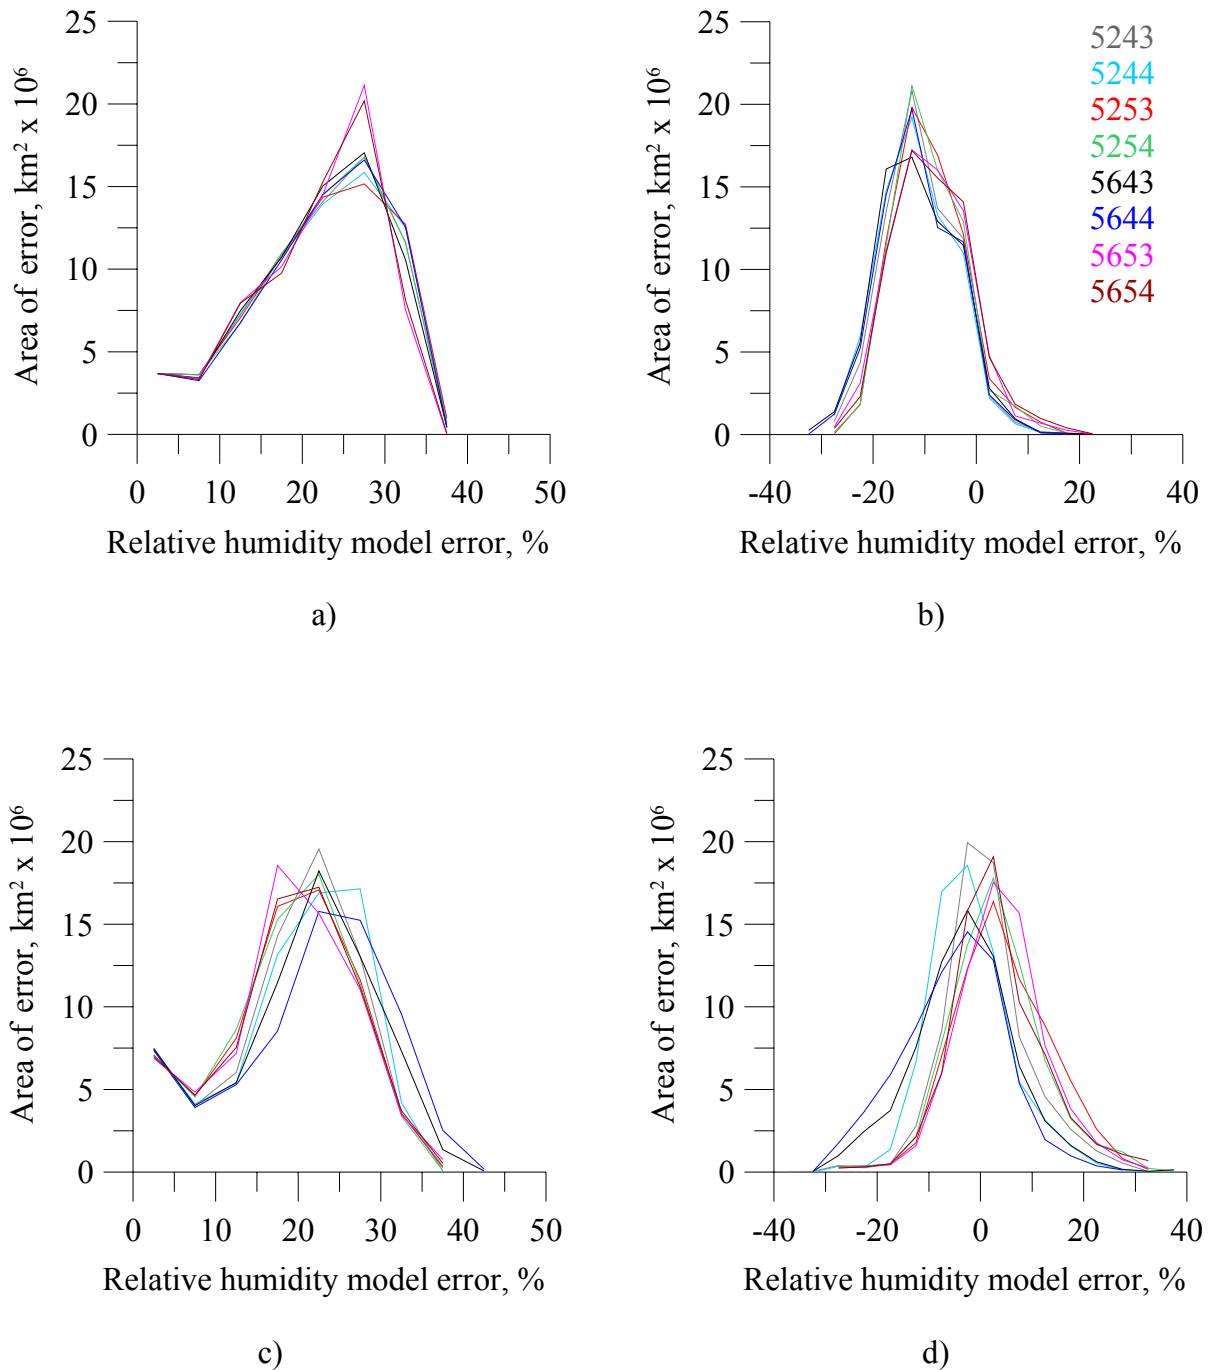 25
20
15
10
5
0
Area of error, km² x 10⁶
0 10 20 30 40 50
Relative humidity model error, %
a)
25
20
15
10
5
0
Area of error, km² x 10⁶
-40 -20 0 20 40
Relative humidity model error, %
b)
5243
5244
5253
5254
5643
5644
5653
5654
25
20
15
10
5
0
Area of error, km² x 10⁶
0 10 20 30 40 50
Relative humidity model error, %
c)
25
20
15
10
5
0
Area of error, km² x 10⁶
-40 -20 0 20 40
Relative humidity model error, %
d)